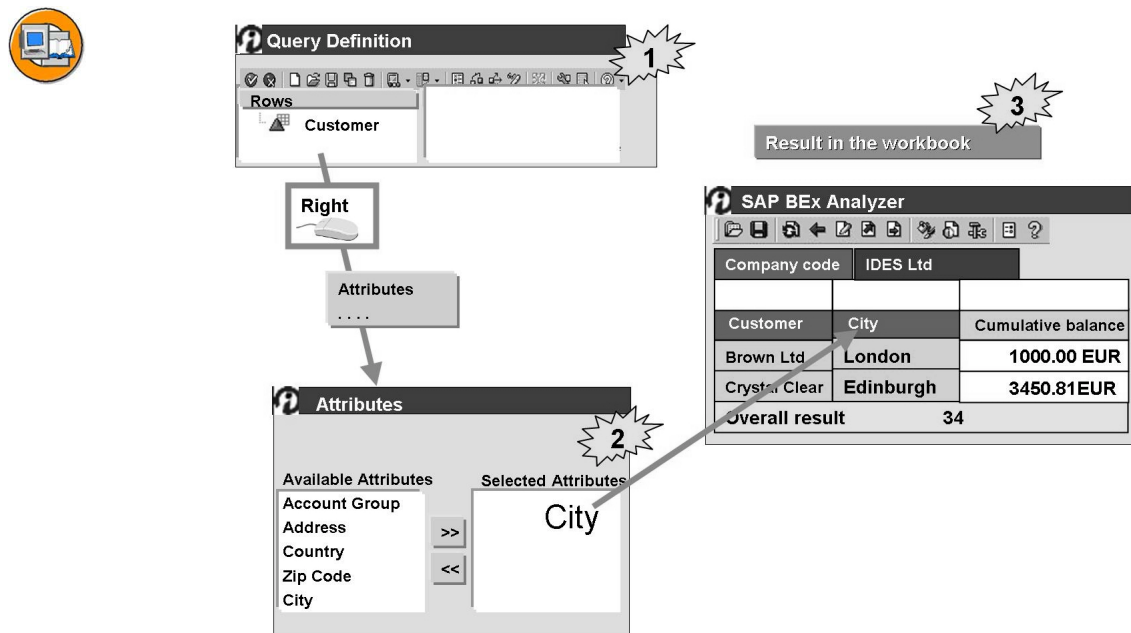 Query Definition
1
Rows
Customer
Right
Attributes
. . . .
Attributes
2
Available Attributes Selected Attributes
Account Group
Address
Country
Zip Code
City
>>
<<
City
3
Result in the workbook
SAP BEx Analyzer
Company code IDES Ltd
Customer City Cumulative balance
Brown Ltd London 1000.00 EUR
Crystal Clear Edinburgh 3450.81EUR
Overall result 34